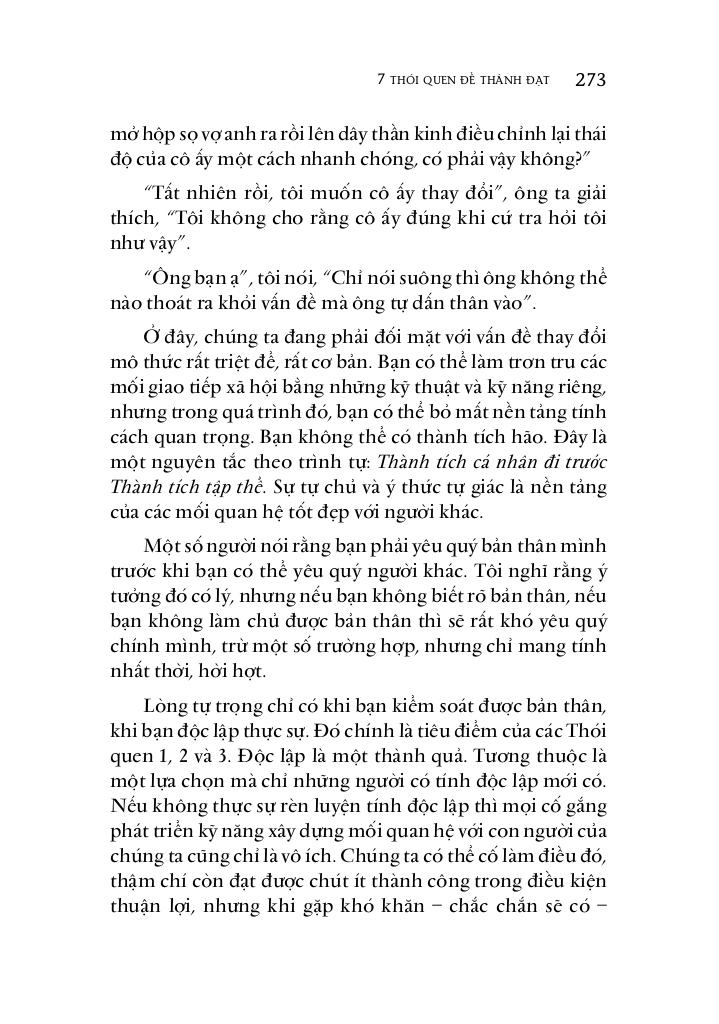 7 THÓI QUEN ĐỂ THÀNH ĐẠT 273
mở hộp sọ vợ anh ra rồi lên dây thần kinh điều chỉnh lại thái
độ của cô ấy một cách nhanh chóng, có phải vậy không?”
“Tất nhiên rồi, tôi muốn cô ấy thay đổi”, ông ta giải
thích, “Tôi không cho rằng cô ấy đúng khi cứ tra hỏi tôi
như vậy”.
“Ông bạn ạ”, tôi nói, “Chỉ nói suông thì ông không thể
nào thoát ra khỏi vấn đề mà ông tự dấn thân vào”.
Ở đây, chúng ta đang phải đối mặt với vấn đề thay đổi
mô thức rất triệt để, rất cơ bản. Bạn có thể làm trơn tru các
mối giao tiếp xã hội bằng những kỹ thuật và kỹ năng riêng,
nhưng trong quá trình đó, bạn có thể bỏ mất nền tảng tính
cách quan trọng. Bạn không thể có thành tích hão. Đây là
một nguyên tắc theo trình tự: Thành tích cá nhân đi trước
Thành tích tập thể. Sự tự chủ và ý thức tự giác là nền tảng
của các mối quan hệ tốt đẹp với người khác.
Một số người nói rằng bạn phải yêu quý bản thân mình
trước khi bạn có thể yêu quý người khác. Tôi nghĩ rằng ý
tưởng đó có lý, nhưng nếu bạn không biết rõ bản thân, nếu
bạn không làm chủ được bản thân thì sẽ rất khó yêu quý
chính mình, trừ một số trường hợp, nhưng chỉ mang tính
nhất thời, hời hợt.
Lòng tự trọng chỉ có khi bạn kiểm soát được bản thân,
khi bạn độc lập thực sự. Đó chính là tiêu điểm của các Thói
quen 1, 2 và 3. Độc lập là một thành quả. Tương thuộc là
một lựa chọn mà chỉ những người có tính độc lập mới có.
Nếu không thực sự rèn luyện tính độc lập thì mọi cố gắng
phát triển kỹ năng xây dựng mối quan hệ với con người của
chúng ta cũng chỉ là vô ích. Chúng ta có thể cố làm điều đó,
thậm chí còn đạt được chút ít thành công trong điều kiện
thuận lợi, nhưng khi gặp khó khăn – chắc chắn sẽ có –